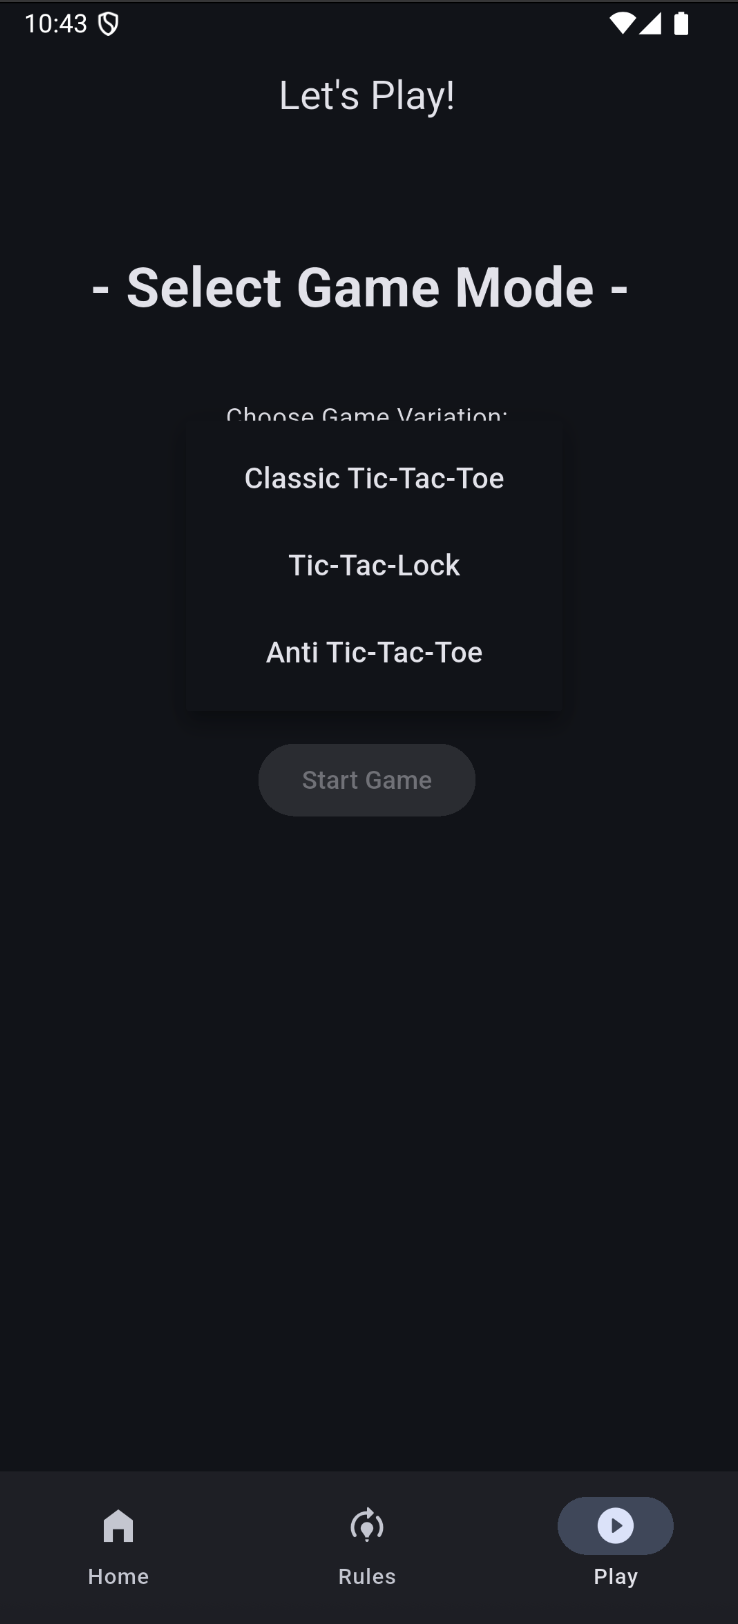 10:43
Let's Play!
- Select Game Mode -
Choose Game Variation:
Classic Tic-Tac-Toe
Tic-Tac-Lock
Anti Tic-Tac-Toe
Start Game
Home
Rules
Play